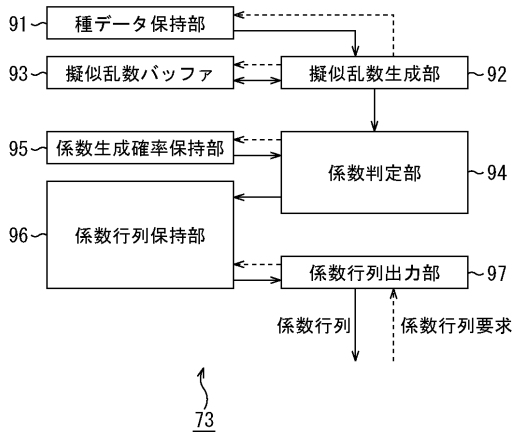 91 種データ保持部
93 擬似乱数バッファ 擬似乱数生成部 92
95 係数生成確率保持部 係数判定部 94
96 係数行列保持部
係数行列出力部 97
係数行列 係数行列要求
73